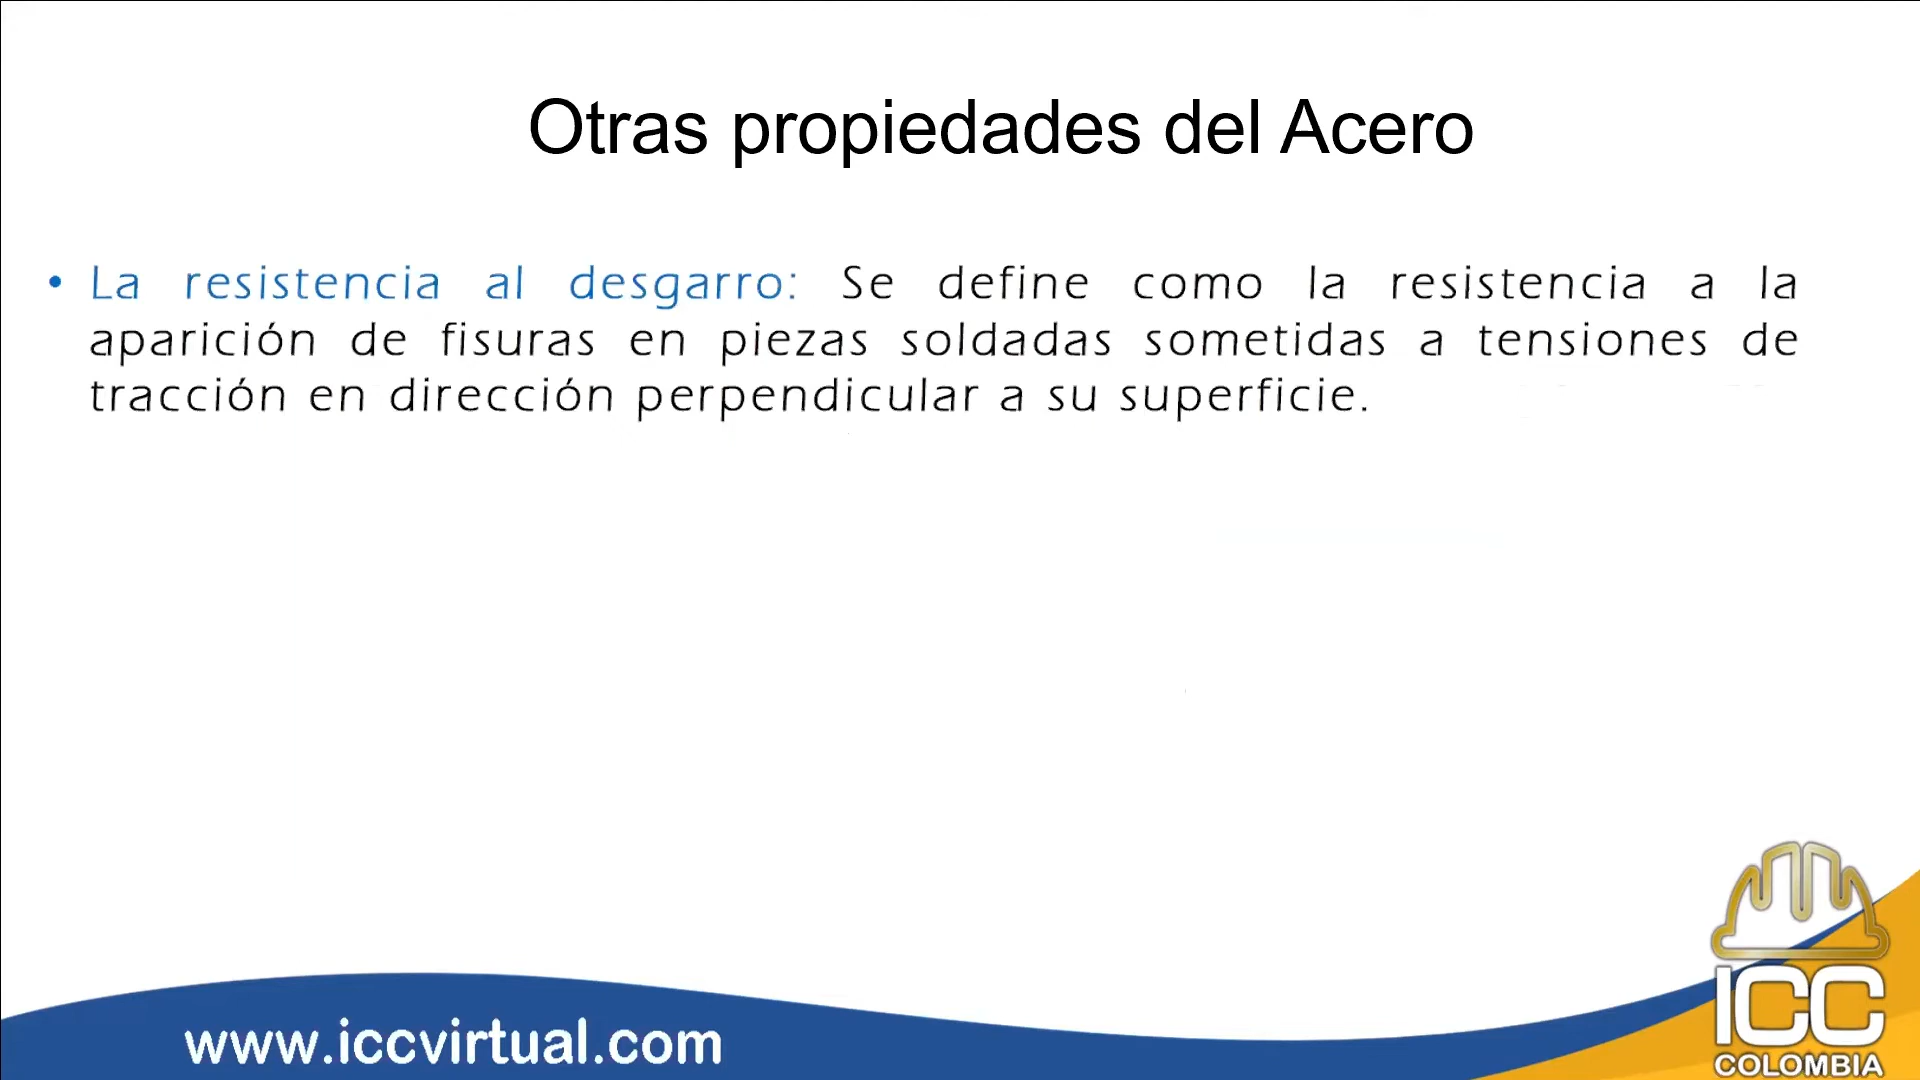 Otras propiedades del Acero
• La resistencia al desgarro: Se define como la resistencia a la
aparición de fisuras en piezas soldadas sometidas a tensiones de
tracción en dirección perpendicular a su superficie.
www.iccvirtual.com
ICC
COLOMBIA